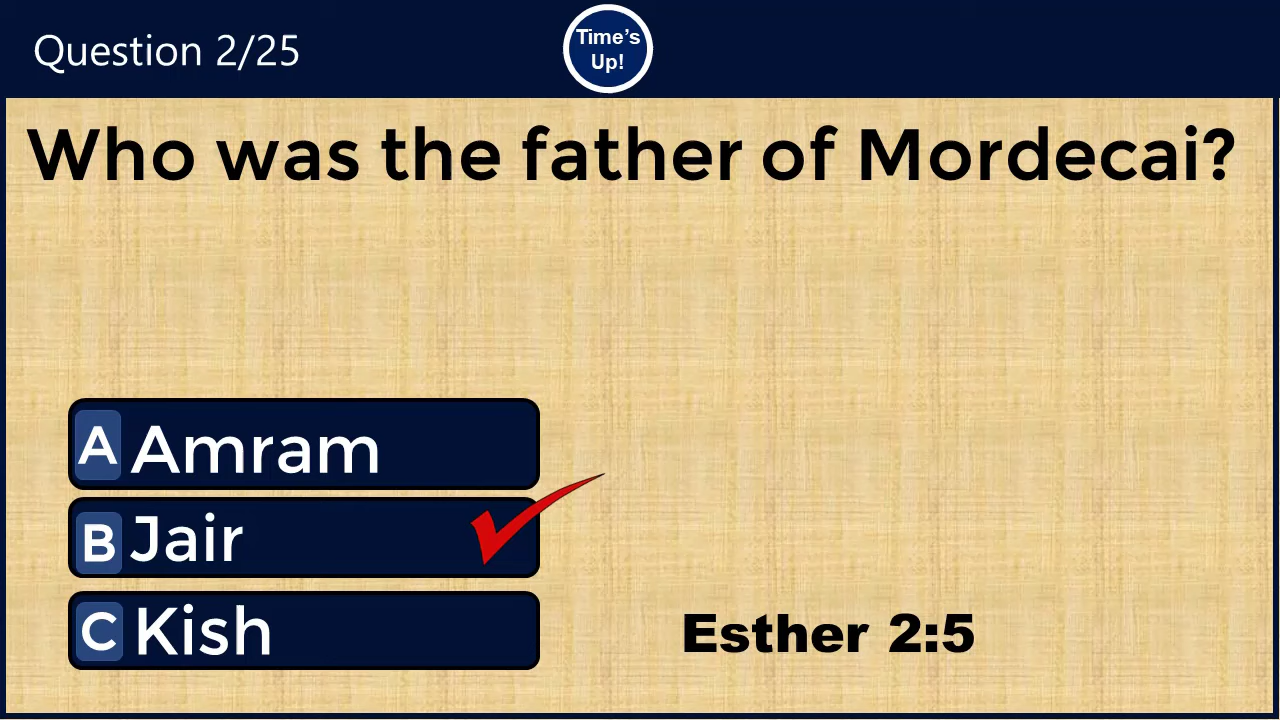 Question 2/25
Time's
Up!
Who was the father of Mordecai?
A Amram
B Jair
C Kish
Esther 2:5